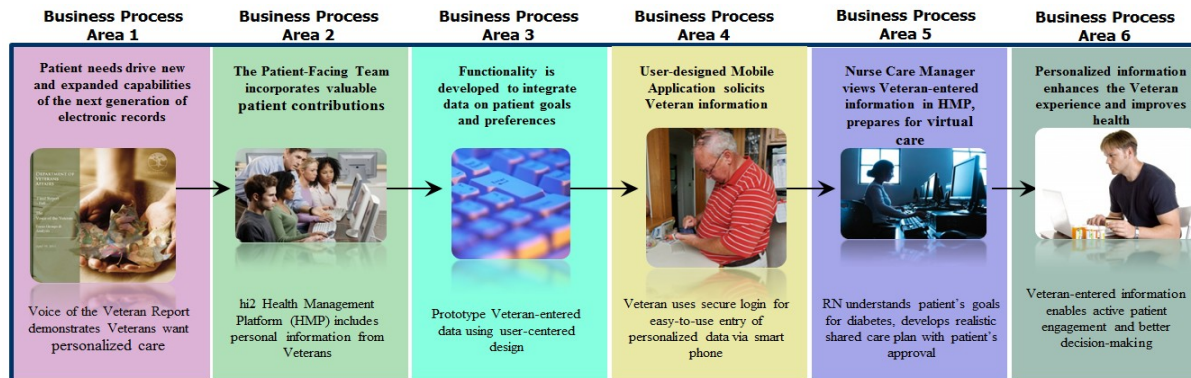 Business Process
Area 1
Business Process
Area 2
Business Process
Area 3
Business Process
Area 4
Business Process
Area 5
Business Process
Area 6
Patient needs drive new
and expanded capabilities
of the next generation of
electronic records
DEPARTMENT OF
VETERANS
AFFAIRS
Voice of the Veteran Report
demonstrates Veterans want
personalized care
The Patient-Facing Team
incorporates valuable
patient contributions
hi2 Health Management
Platform (HMP) includes
personal information from
Veterans
Functionality is
developed to integrate
data on patient goals
and preferences
Prototype Veteran-entered
data using user-centered
design
User-designed Mobile
Application solicits
Veteran information
Veteran uses secure login for
easy-to-use entry of
personalized data via smart
phone
Nurse Care Manager
views Veteran-entered
information in HMP,
prepares for virtual
care
RN understands patient's goals
for diabetes, develops realistic
shared care plan with patient's
approval
Personalized information
enhances the Veteran
experience and improves
health
Veteran-entered information
enables active patient
engagement and better
decision-making